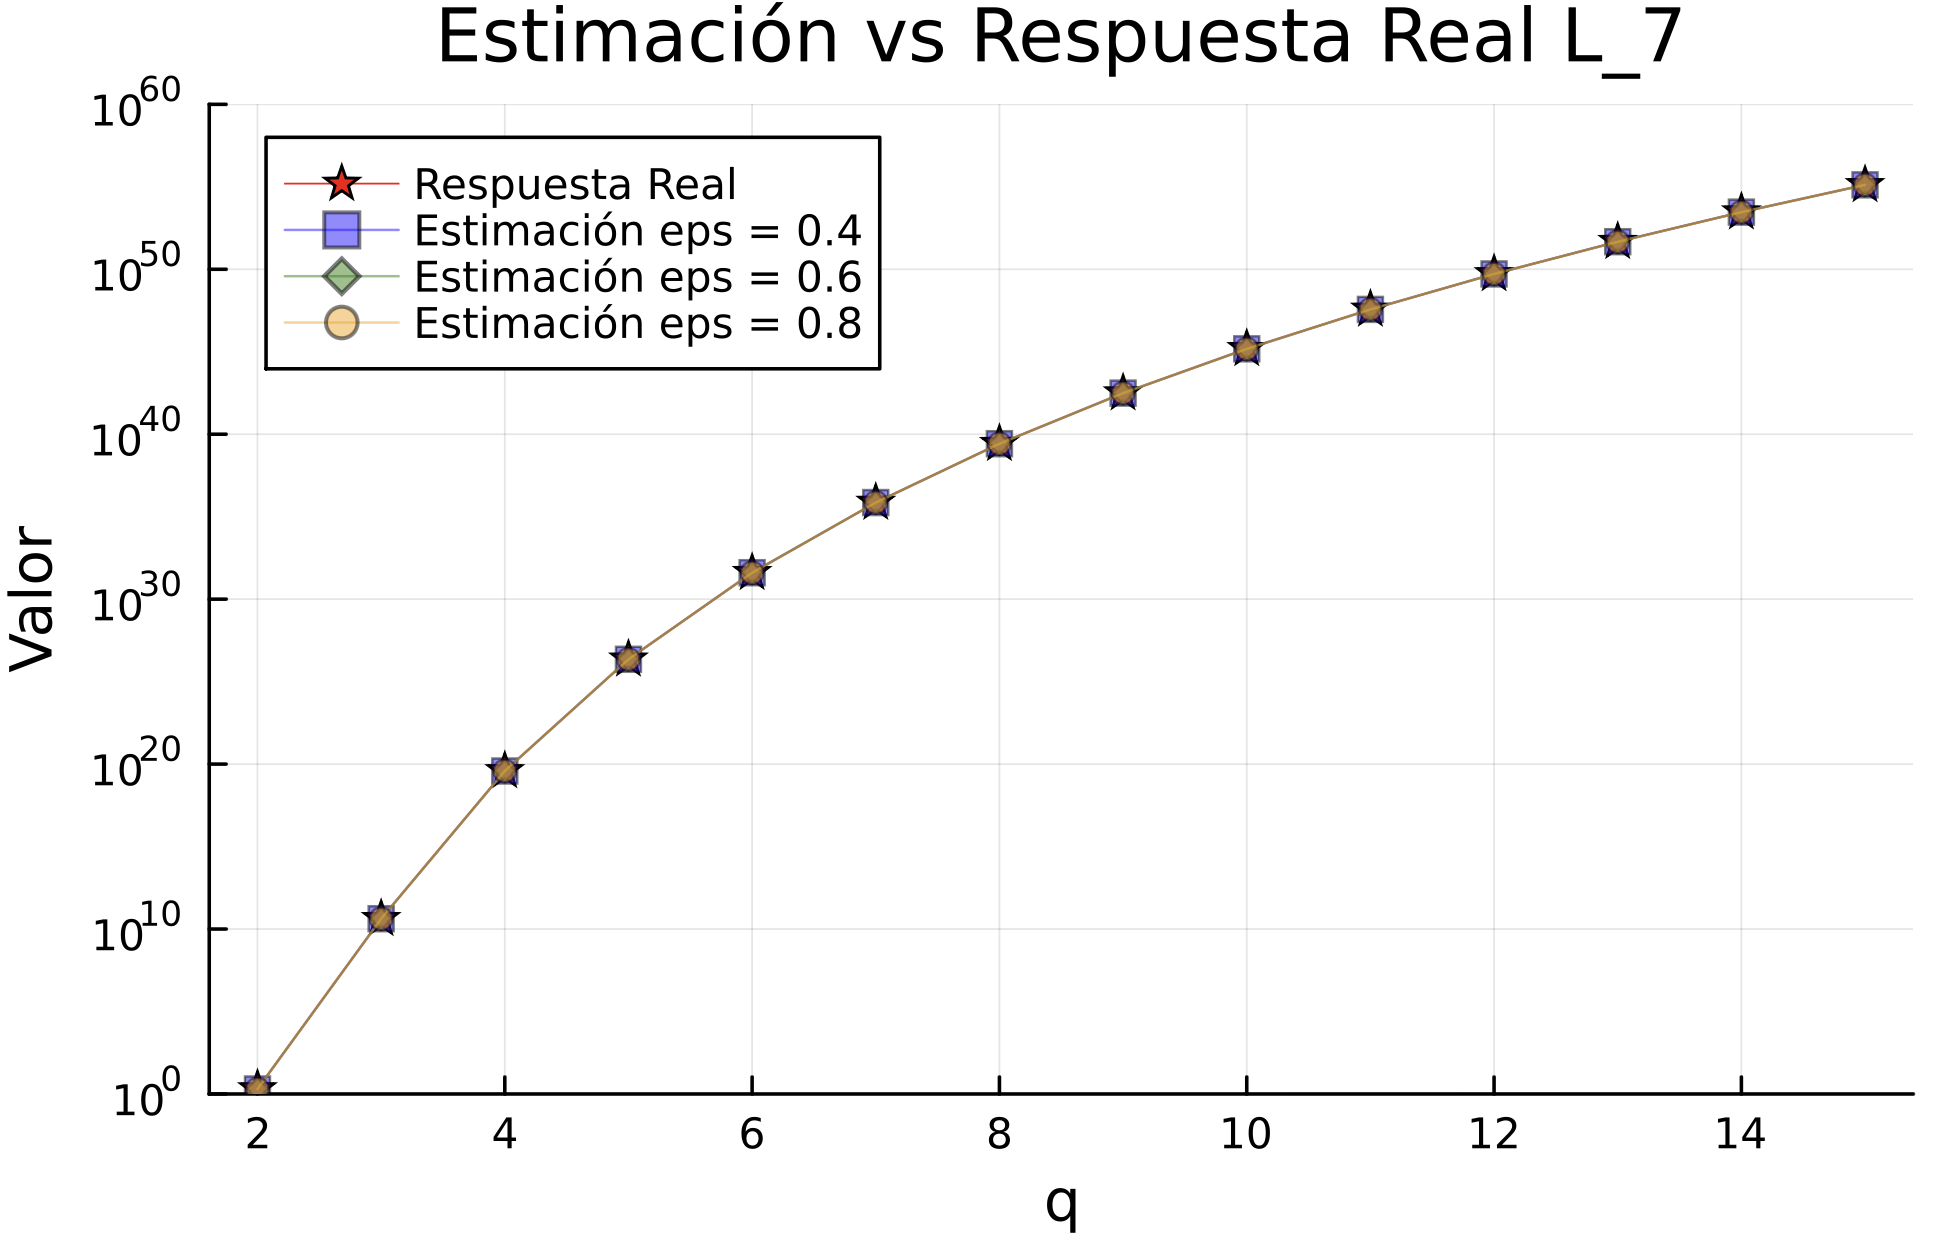 Estimación vs Respuesta Real L_7
Respuesta Real
Estimación eps = 0.4
Estimación eps = 0.6
Estimación eps = 0.8
Valor
10^60
10^50
10^40
10^30
10^20
10^10
10^0
2 4 6 8 10 12 14
q